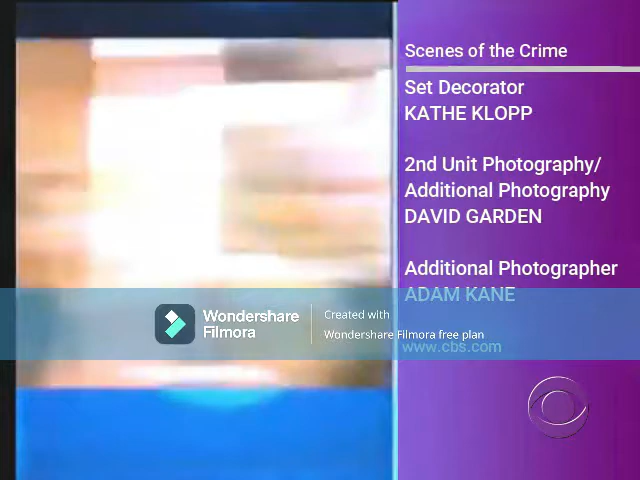 Scenes of the Crime
Set Decorator
KATHE KLOPP
2nd Unit Photography/
Additional Photography
DAVID GARDEN
Additional Photographer
ADAM KANE
Wondershare
Filmora
Created with
Wondershare Filmora free plan
www.cbs.com